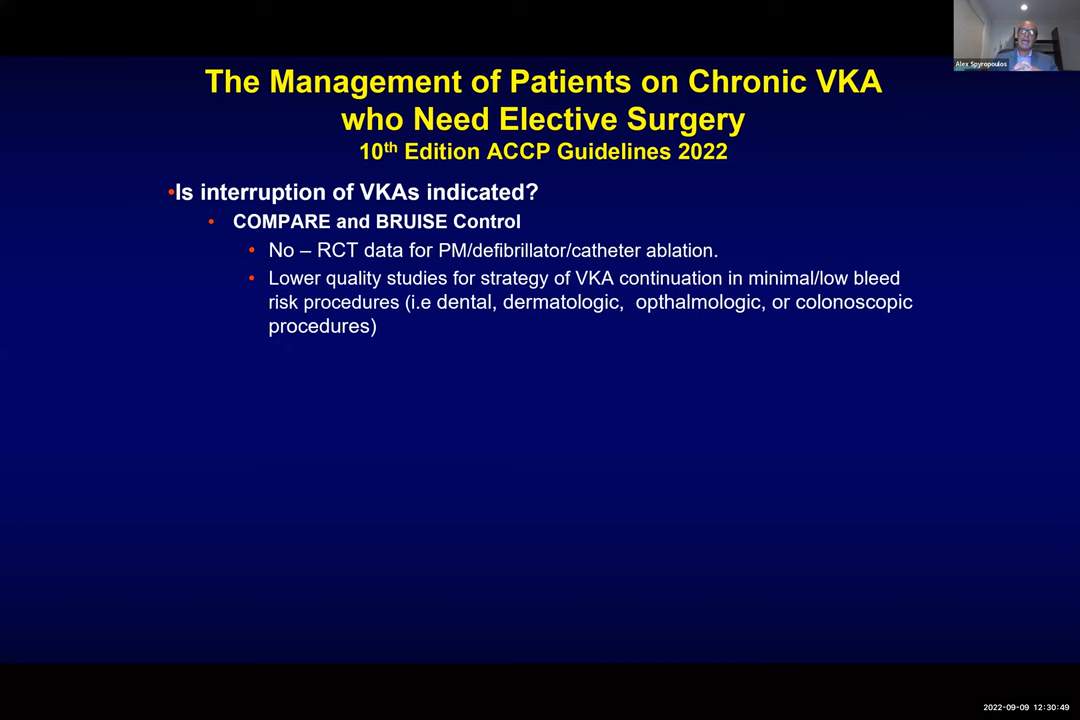 Alex Spyropoulos
The Management of Patients on Chronic VKA
who Need Elective Surgery
10th Edition ACCP Guidelines 2022
•Is interruption of VKAs indicated?
• COMPARE and BRUISE Control
• No – RCT data for PM/defibrillator/catheter ablation.
• Lower quality studies for strategy of VKA continuation in minimal/low bleed
risk procedures (i.e dental, dermatologic, opthalmologic, or colonoscopic
procedures)
2022-09-09 12:30:49